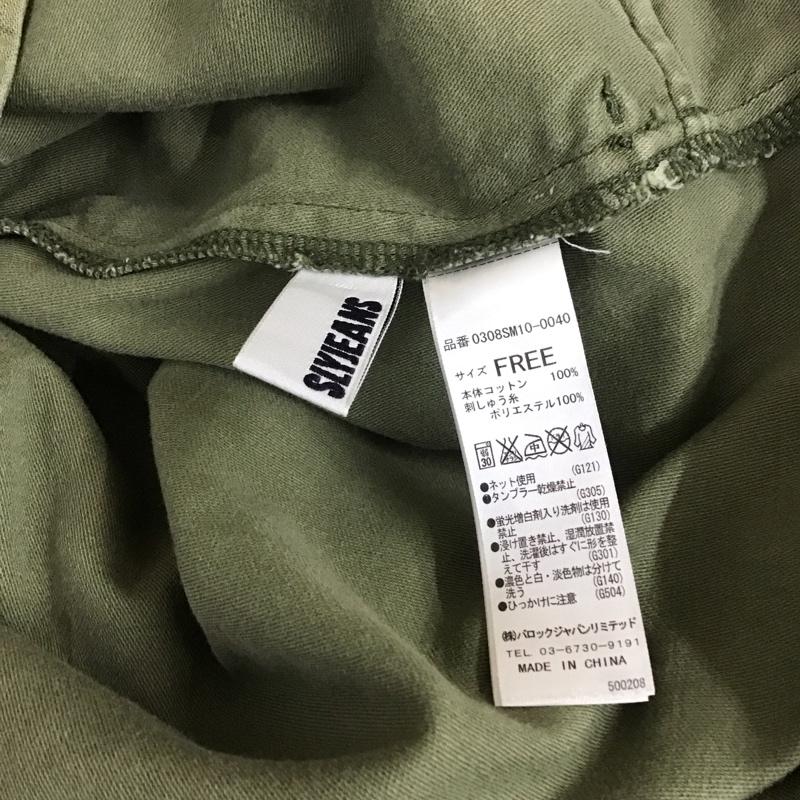 SLYJEANS
品番 0308SM10-0040
サイズ FREE
本体コットン 100%
刺しゅう糸
ポリエステル100%
30
中
●ネット使用 (G121)
●タンブラー乾燥禁止
(G305)
●蛍光増白剤入り洗剤は使用
禁止 (G130)
●浸け置き禁止、湿潤放置禁
止、洗濯後はすぐに形を整
えて干す (G301)
●濃色と白・淡色物は分けて
洗う (G140)
●ひっかけに注意 (G504)
㈱バロックジャパンリミテッド
TEL 03-6730-9191
MADE IN CHINA
500208